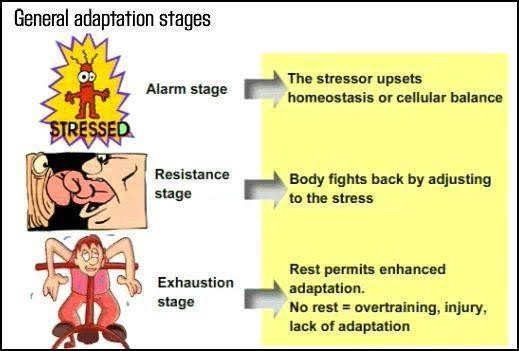 General adaptation stages
STRESSED
Alarm stage
The stressor upsets
homeostasis or cellular balance
Resistance
stage
Body fights back by adjusting
to the stress
Exhaustion
stage
Rest permits enhanced
adaptation.
No rest = overtraining, injury,
lack of adaptation